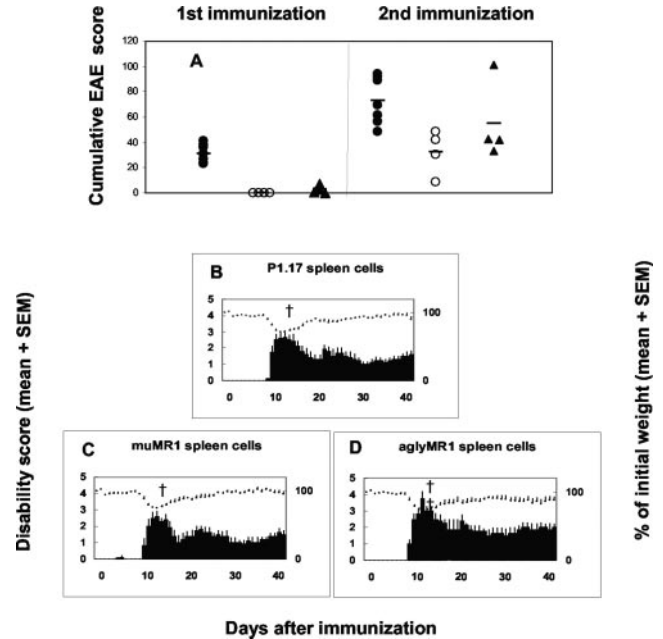 1st immunization 2nd immunization
Cumulative EAE score
120
100
80
60
40
20
0
A
Disability score (mean + SEM)
% of initial weight (mean + SEM)
B P1.17 spleen cells
†
5
4
3
2
1
0
100
0
0 10 20 30 40
C muMR1 spleen cells
†
5
4
3
2
1
0
100
0
0 10 20 30 40
D aglyMR1 spleen cells
†
†
5
4
3
2
1
0
100
0
0 10 20 30 40
Days after immunization